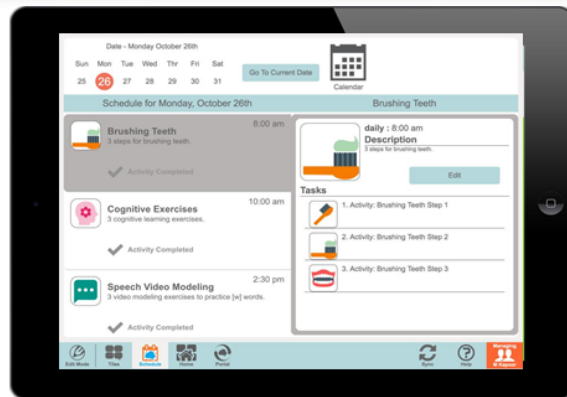 Date - Monday October 26th
Sun Mon Tue Wed Thr Fri Sat
25 26 27 28 29 30 31
Go To Current Date
Calendar
Schedule for Monday, October 26th
Brushing Teeth
8:00 am
Brushing Teeth
3 steps for brushing teeth.
Activity Completed
10:00 am
Cognitive Exercises
3 cognitive learning exercises.
Activity Completed
2:30 pm
Speech Video Modeling
3 video modeling exercises to practice [w] words.
Activity Completed
daily : 8:00 am
Description
3 steps for brushing teeth.
Edit
Tasks
1. Activity: Brushing Teeth Step 1
2. Activity: Brushing Teeth Step 2
3. Activity: Brushing Teeth Step 3
Edit Mode
Tiles
Schedule
Home
Portal
Sync
Help
Managing
M Kapoor